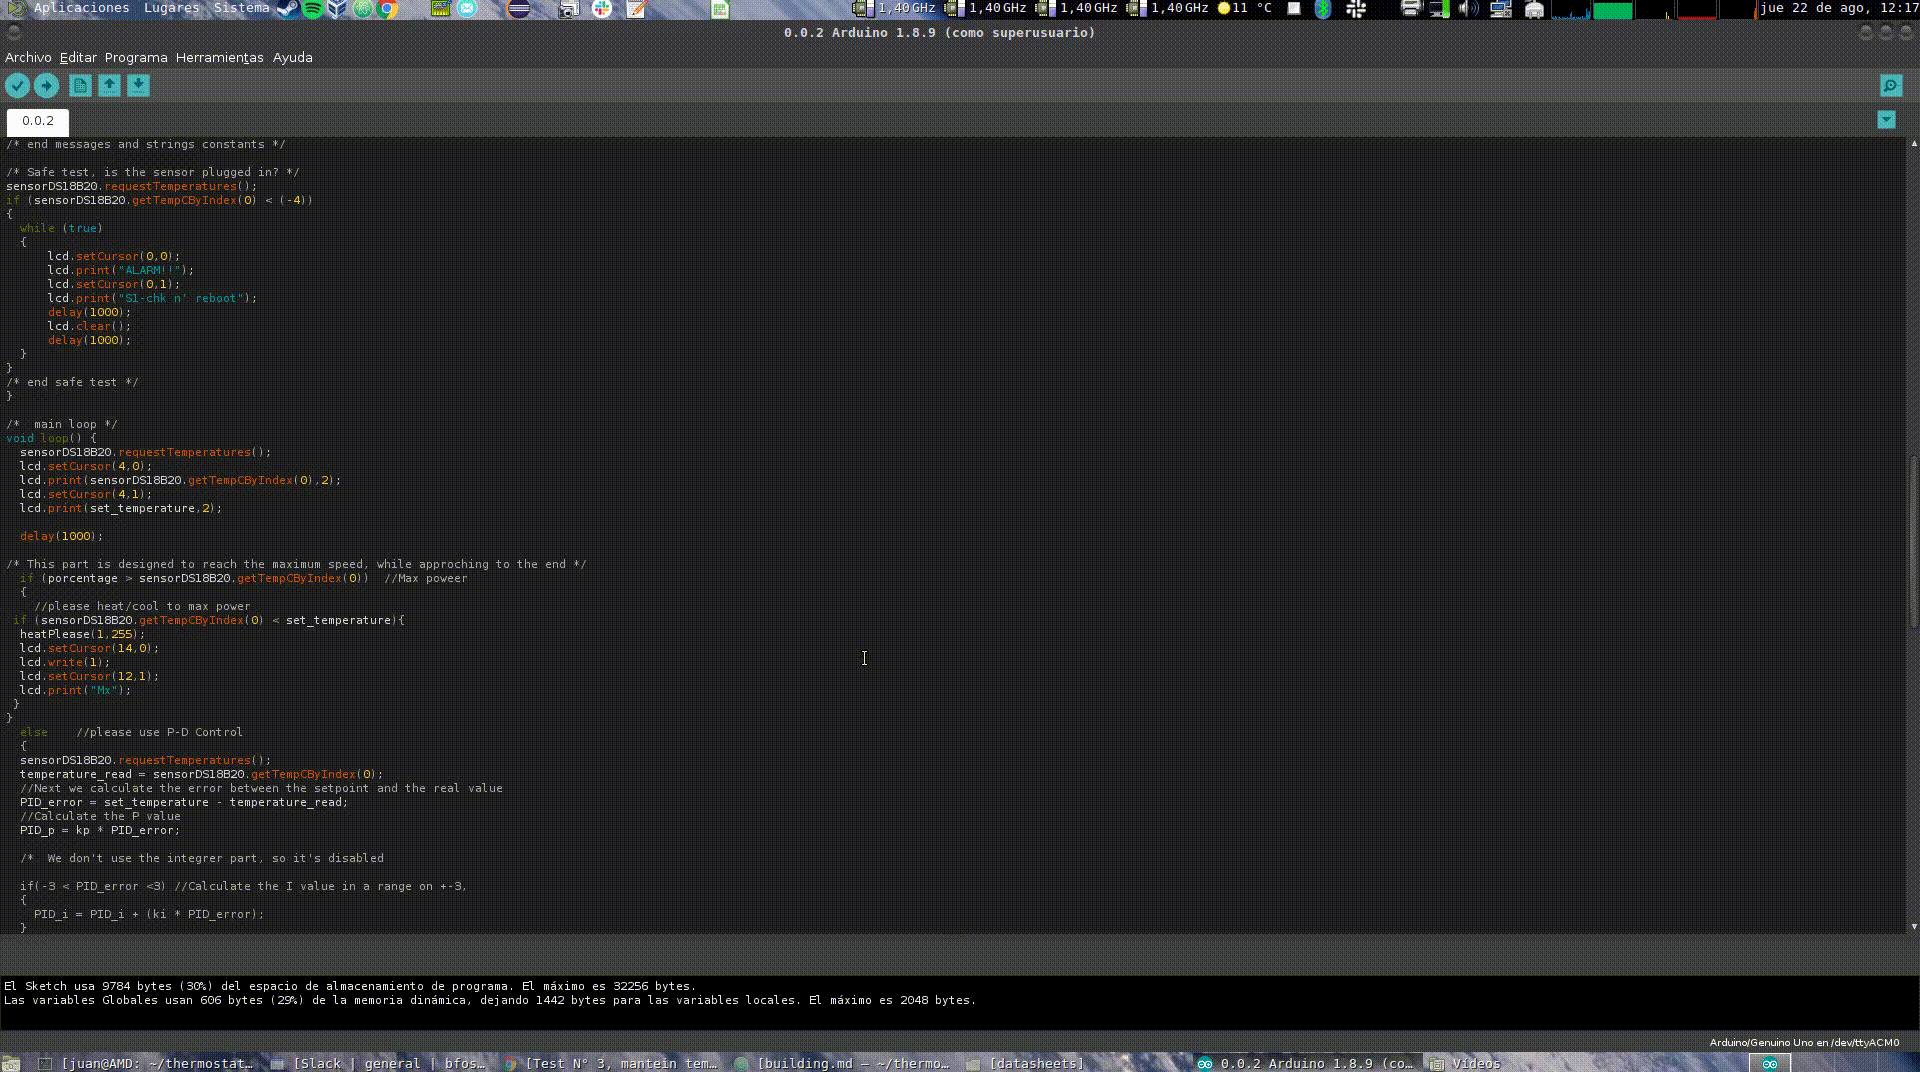 Aplicaciones Lugares Sistema 1,40GHz 1,40GHz 1,40GHz 1,40GHz 11 °C jue 22 de ago, 12:17
0.0.2 Arduino 1.8.9 (como superusuario)
Archivo Editar Programa Herramientas Ayuda
0.0.2
/* end messages and strings constants */
/* Safe test, is the sensor plugged in? */
sensorDS18B20.requestTemperatures();
if (sensorDS18B20.getTempCByIndex(0) < (-4))
{
while (true)
{
lcd.setCursor(0,0);
lcd.print("ALARM!!");
lcd.setCursor(0,1);
lcd.print("S1-chk n' reboot");
delay(1000);
lcd.clear();
delay(1000);
}
}
/* end safe test */
}
/*  main loop */
void loop() {
sensorDS18B20.requestTemperatures();
lcd.setCursor(4,0);
lcd.print(sensorDS18B20.getTempCByIndex(0),2);
lcd.setCursor(4,1);
lcd.print(set_temperature,2);
delay(1000);
/* This part is designed to reach the maximum speed, while approching to the end */
if (porcentage > sensorDS18B20.getTempCByIndex(0))  //Max poweer
{
//please heat/cool to max power
if (sensorDS18B20.getTempCByIndex(0) < set_temperature){
heatPlease(1,255);
lcd.setCursor(14,0);
lcd.write(1);
lcd.setCursor(12,1);
lcd.print("Mx");
}
}
else    //please use P-D Control
{
sensorDS18B20.requestTemperatures();
temperature_read = sensorDS18B20.getTempCByIndex(0);
//Next we calculate the error between the setpoint and the real value
PID_error = set_temperature - temperature_read;
//Calculate the P value
PID_p = kp * PID_error;
/*  We don't use the integrer part, so it's disabled
if(-3 < PID_error <3) //Calculate the I value in a range on +-3,
{
PID_i = PID_i + (ki * PID_error);
}
El Sketch usa 9784 bytes (30%) del espacio de almacenamiento de programa. El máximo es 32256 bytes.
Las variables Globales usan 606 bytes (29%) de la memoria dinámica, dejando 1442 bytes para las variables locales. El máximo es 2048 bytes.
Arduino/Genuino Uno en /dev/ttyACM0
[juan@AMD: ~/thermostat... [Slack | general | bfos... [Test N° 3, mantein tem... [building.md — ~/thermo... [datasheets] 0.0.2 Arduino 1.8.9 (co... Vídeos